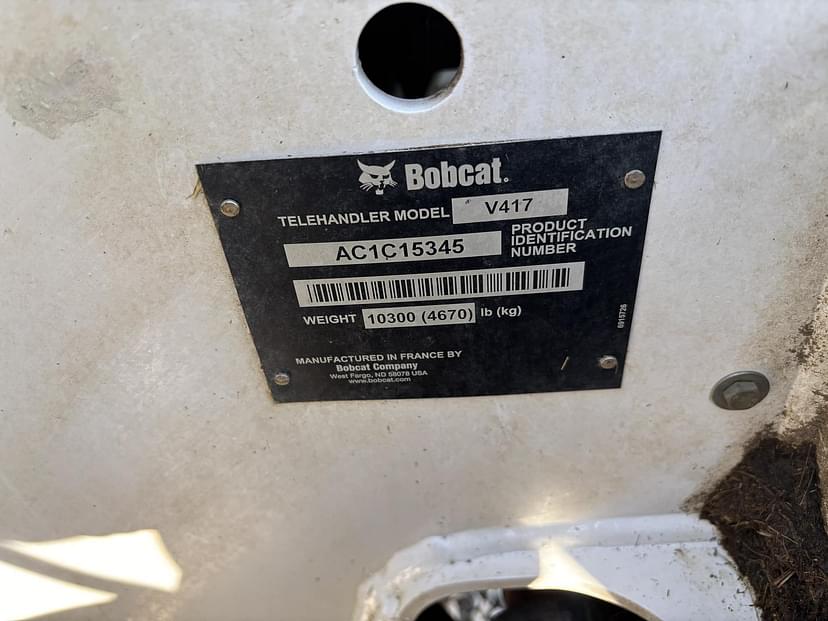 Bobcat.
TELEHANDLER MODEL V417
AC1C15345
PRODUCT
IDENTIFICATION
NUMBER
WEIGHT 10300 (4670) lb (kg)
6915726
MANUFACTURED IN FRANCE BY
Bobcat Company
West Fargo, ND 58078 USA
www.bobcat.com